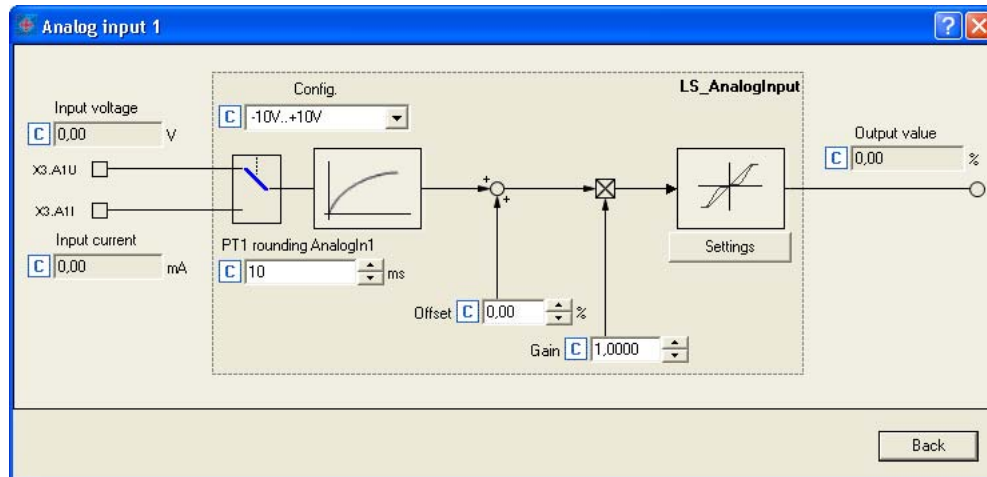 Analog input 1
Config.
LS_AnalogInput
Input voltage
C -10V..+10V
C 0,00 V
Output value
C 0,00 %
X3.A1U
X3.A1I
Input current
PT1 rounding AnalogIn1
Settings
C 0,00 mA
C 10 ms
+
+
Offset C 0,00 %
Gain C 1,0000
Back